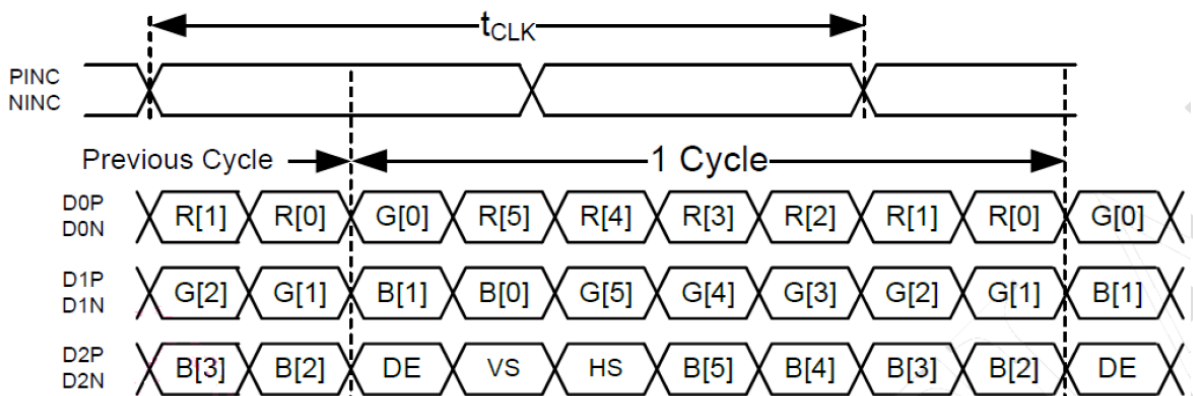 tCLK
PINC
NINC
Previous Cycle
1 Cycle
D0P
D0N
R[1] R[0] G[0] R[5] R[4] R[3] R[2] R[1] R[0] G[0]
D1P
D1N
G[2] G[1] B[1] B[0] G[5] G[4] G[3] G[2] G[1] B[1]
D2P
D2N
B[3] B[2] DE VS HS B[5] B[4] B[3] B[2] DE